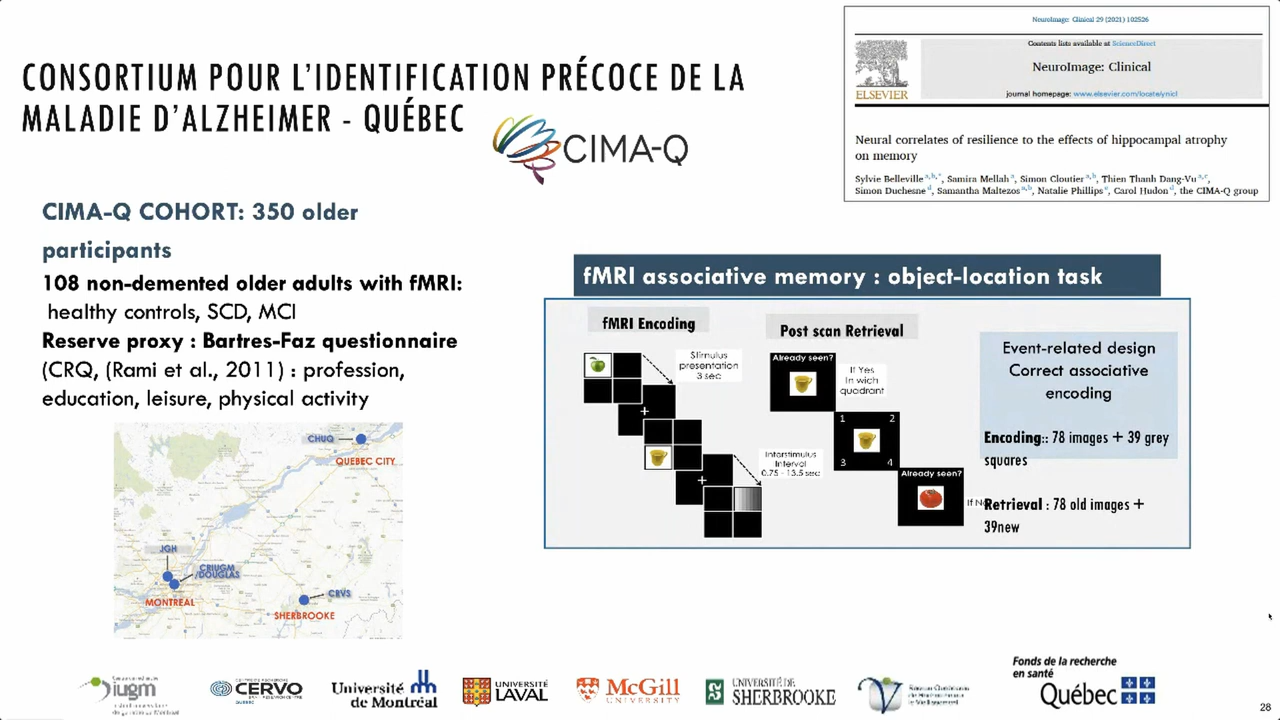 NeuroImage: Clinical 29 (2021) 102526
Contents lists available at ScienceDirect
NeuroImage: Clinical
journal homepage: www.elsevier.com/locate/ynicl
ELSEVIER
Neural correlates of resilience to the effects of hippocampal atrophy
on memory
Sylvie Belleville a,b,*, Samira Mellah a, Simon Cloutier a,b, Thien Thanh Dang-Vu a,c,
Simon Duchesne d, Samantha Maltezos a,b, Natalie Phillips e, Carol Hudon d, the CIMA-Q group
CONSORTIUM POUR L'IDENTIFICATION PRÉCOCE DE LA
MALADIE D'ALZHEIMER - QUÉBEC
CIMA-Q
CIMA-Q COHORT: 350 older
participants
108 non-demented older adults with fMRI:
healthy controls, SCD, MCI
Reserve proxy : Bartres-Faz questionnaire
(CRQ, (Rami et al., 2011) : profession,
education, leisure, physical activity
CHUQ
QUEBEC CITY
JGH
CRIUGM
/DOUGLAS
MONTREAL
CRVS
SHERBROOKE
fMRI associative memory : object-location task
fMRI Encoding
Stimulus
presentation
3 sec
Interstimulus
Interval
0.75 - 13.5 sec
Post scan Retrieval
Already seen?
If Yes
In wich
quadrant
1 2
3 4
Already seen?
Event-related design
Correct associative
encoding
Encoding:: 78 images + 39 grey
squares
Retrieval : 78 old images +
39new
iugm
CERVO
QUÉBEC
Université
de Montréal
UNIVERSITÉ
LAVAL
McGill
UNIVERSITY
UNIVERSITÉ DE
SHERBROOKE
Fonds de la recherche
en santé
Québec
28